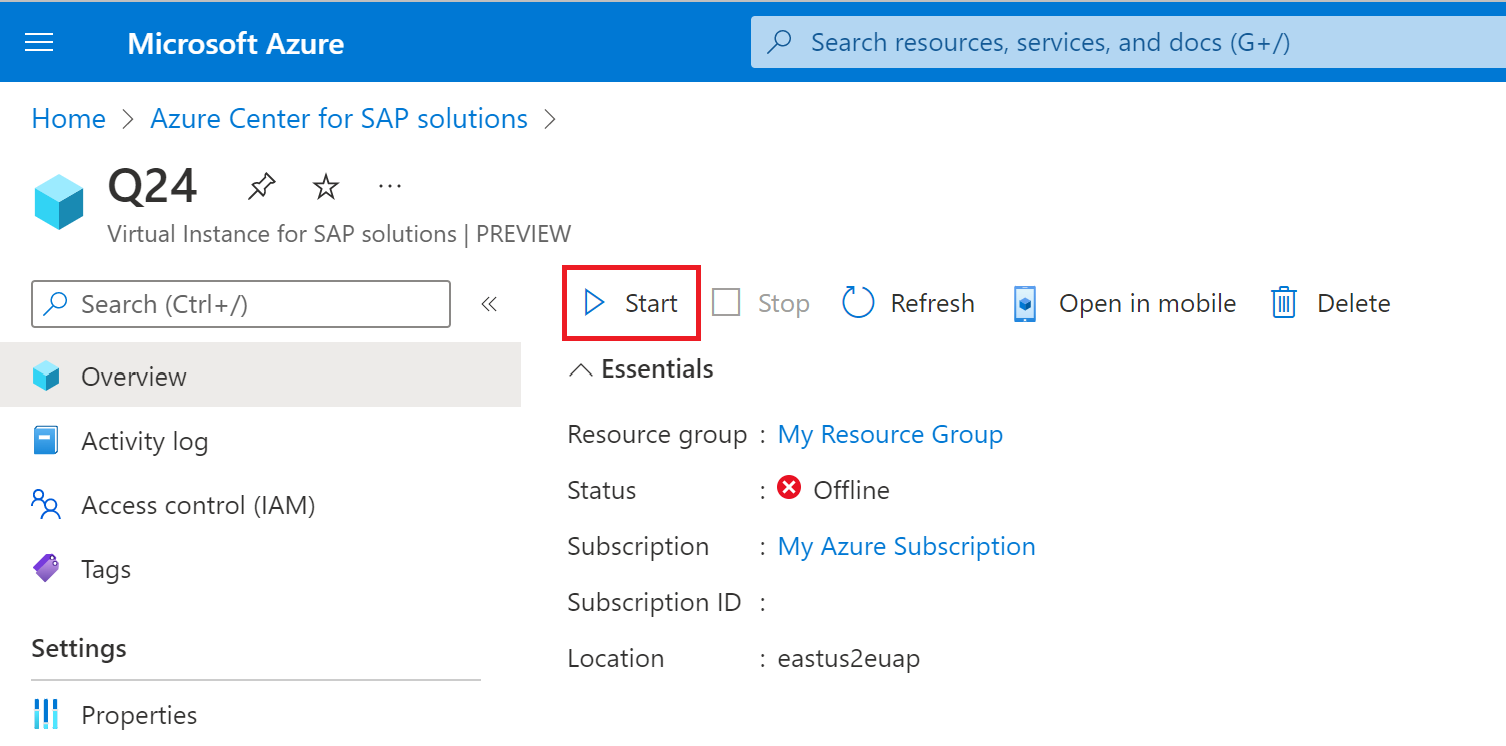 Microsoft Azure
Search resources, services, and docs (G+/)
Home > Azure Center for SAP solutions >
Q24 ...
Virtual Instance for SAP solutions | PREVIEW
Search (Ctrl+/) «
Start Stop Refresh Open in mobile Delete
Overview
Activity log
Access control (IAM)
Tags
Settings
Properties
Essentials
Resource group : My Resource Group
Status : Offline
Subscription : My Azure Subscription
Subscription ID :
Location : eastus2euap